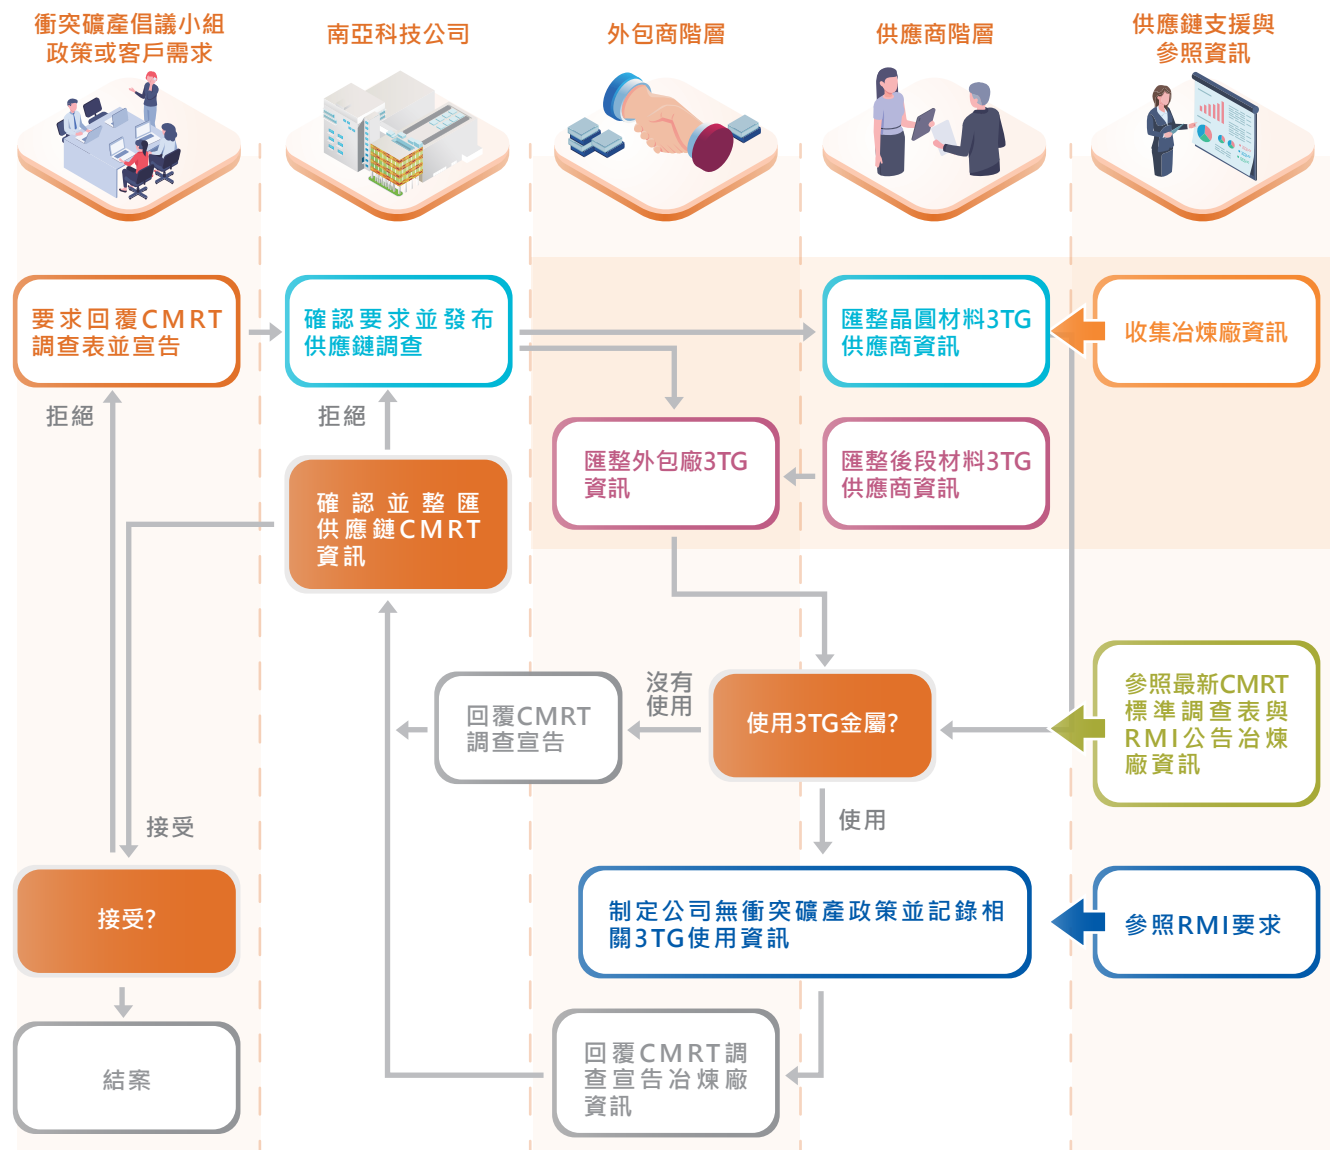 衝突礦產倡議小組
政策或客戶需求
南亞科技公司
外包商階層
供應商階層
供應鏈支援與
參照資訊
要求回覆CMRT
調查表並宣告
確認要求並發布
供應鏈調查
匯整晶圓材料3TG
供應商資訊
收集冶煉廠資訊
拒絕
拒絕
匯整外包廠3TG
資訊
匯整後段材料3TG
供應商資訊
確認並整匯
供應鏈CMRT
資訊
回覆CMRT
調查宣告
沒有
使用
使用3TG金屬?
參照最新CMRT
標準調查表與
RMI公告冶煉
廠資訊
接受
使用
接受?
制定公司無衝突礦產政策並記錄相
關3TG使用資訊
參照RMI要求
結案
回覆CMRT調
查宣告冶煉廠
資訊